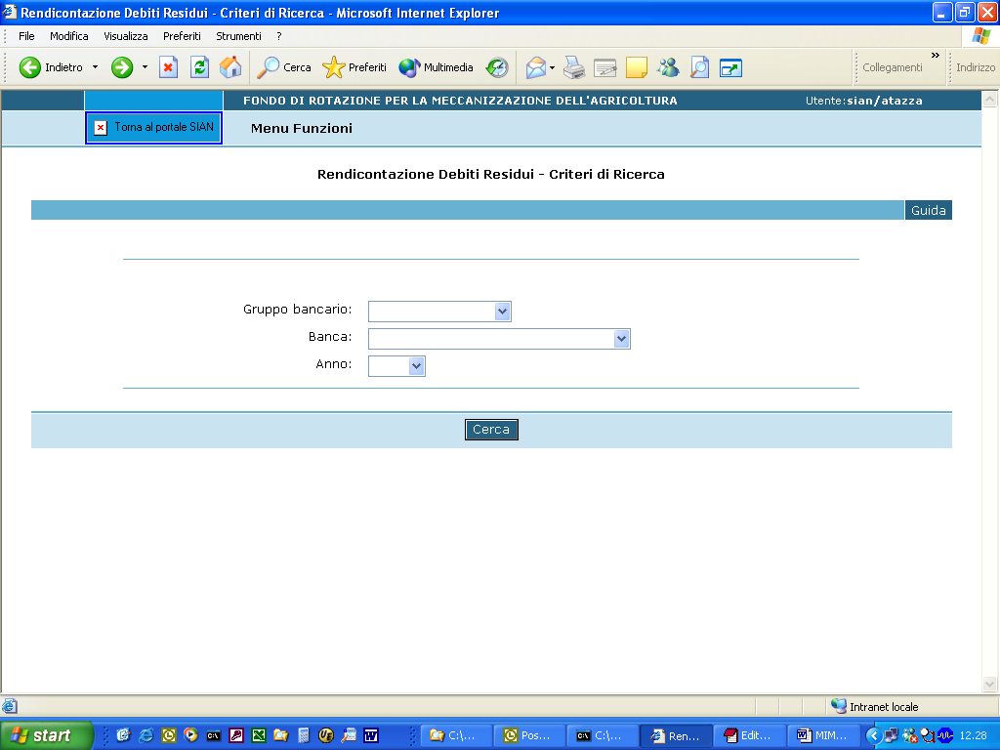 Rendicontazione Debiti Residui - Criteri di Ricerca - Microsoft Internet Explorer
File Modifica Visualizza Preferiti Strumenti ?
Indietro Cerca Preferiti Multimedia Collegamenti » Indirizzo
FONDO DI ROTAZIONE PER LA MECCANIZZAZIONE DELL'AGRICOLTURA Utente:sian/atazza
Torna al portale SIAN Menu Funzioni
Rendicontazione Debiti Residui - Criteri di Ricerca
Guida
Gruppo bancario:
Banca:
Anno:
Cerca
Intranet locale
start C:\... Pos... C:\... Ren... Edit... MIM... 12.28